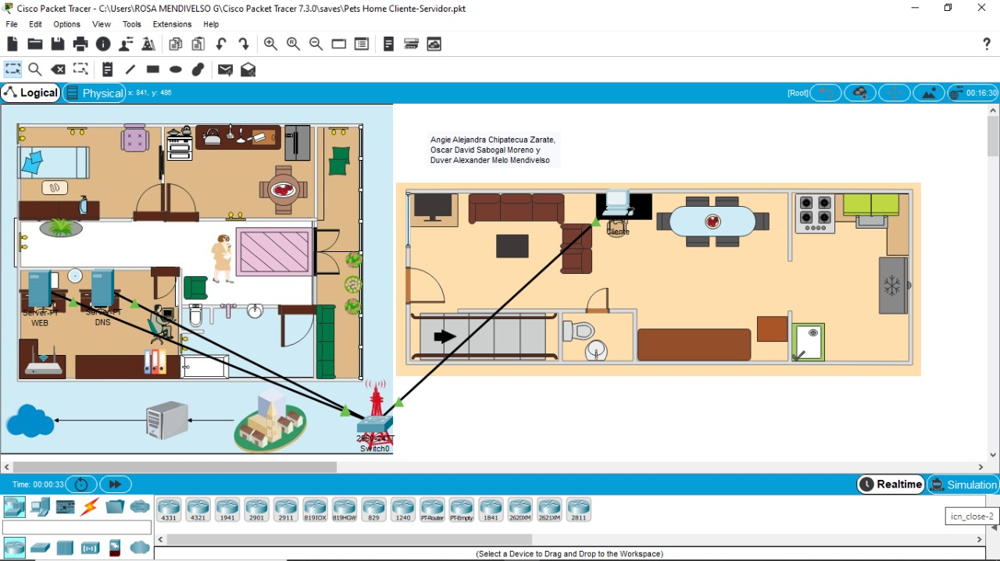 Cisco Packet Tracer - C:\Users\ROSA MENDIVELSO G\Cisco Packet Tracer 7.3.0\saves\Pets Home Cliente-Servidor.pkt
File Edit Options View Tools Extensions Help
Logical Physical x: 841, y: 486 [Root] 00:16:30
Angie Alejandra Chipatecua Zarate,
Oscar David Sabogal Moreno y
Duver Alexander Melo Mendivelso
Cliente
Server-PT
WEB
Server-PT
DNS
Switch0
Time: 00:00:33 Realtime Simulation
4331 4321 1941 2901 2911 819IOX 819HGW 829 1240 PT-Router PT-Empty 1841 2620XM 2621XM 2811
icn_close-2
(Select a Device to Drag and Drop to the Workspace)